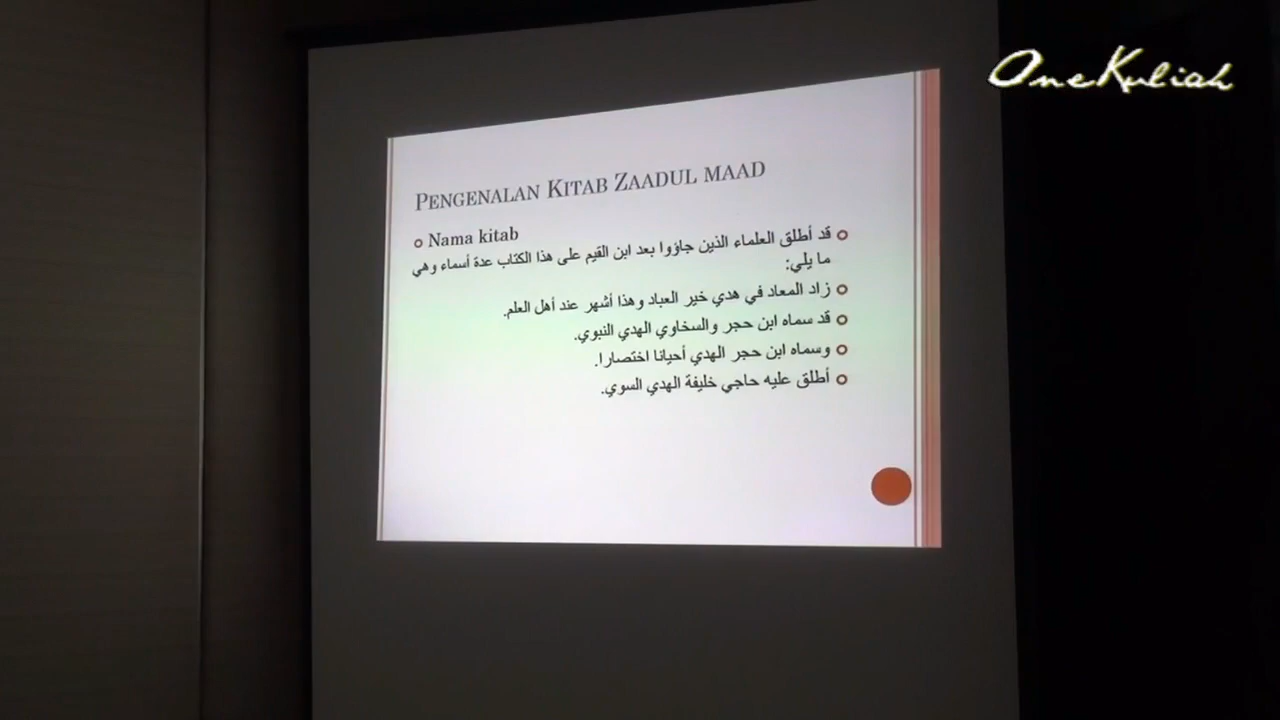 OneKuliah
PENGENALAN KITAB ZAADUL MAAD
Nama kitab
قد أطلق العلماء الذين جاؤوا بعد ابن القيم على هذا الكتاب عدة أسماء وهي
ما يلي:
زاد المعاد في هدي خير العباد وهذا أشهر عند أهل العلم.
قد سماه ابن حجر والسخاوي الهدي النبوي.
وسماه ابن حجر الهدي أحيانا اختصارا.
أطلق عليه حاجي خليفة الهدي السوي.